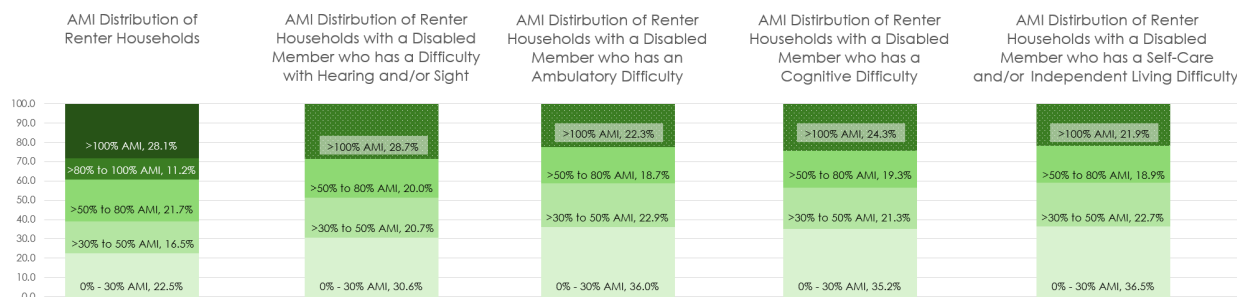 AMI Distribution of
Renter Households
AMI Distirbution of Renter
Households with a Disabled
Member who has a Difficulty
with Hearing and/or Sight
AMI Distirbution of Renter
Households with a Disabled
Member who has an
Ambulatory Difficulty
AMI Distirbution of Renter
Households with a Disabled
Member who has a
Cognitive Difficulty
AMI Distirbution of Renter
Households with a Disabled
Member who has a Self-Care
and/or Independent Living Difficulty
100.0
90.0
80.0
70.0
60.0
50.0
40.0
30.0
20.0
10.0
0.0
>100% AMI, 28.1%
>80% to 100% AMI, 11.2%
>50% to 80% AMI, 21.7%
>30% to 50% AMI, 16.5%
0% - 30% AMI, 22.5%
>100% AMI, 28.7%
>50% to 80% AMI, 20.0%
>30% to 50% AMI, 20.7%
0% - 30% AMI, 30.6%
>100% AMI, 22.3%
>50% to 80% AMI, 18.7%
>30% to 50% AMI, 22.9%
0% - 30% AMI, 36.0%
>100% AMI, 24.3%
>50% to 80% AMI, 19.3%
>30% to 50% AMI, 21.3%
0% - 30% AMI, 35.2%
>100% AMI, 21.9%
>50% to 80% AMI, 18.9%
>30% to 50% AMI, 22.7%
0% - 30% AMI, 36.5%